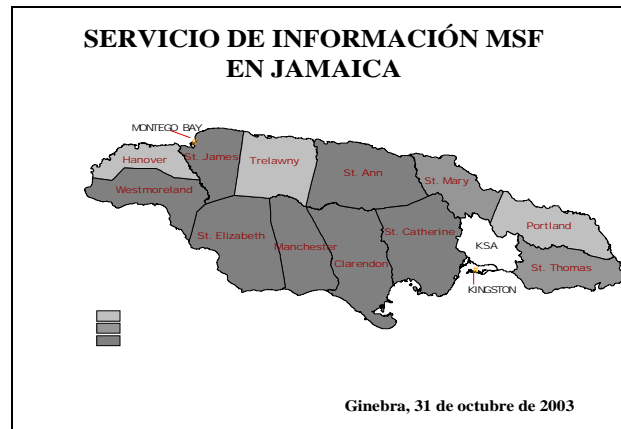 SERVICIO DE INFORMACIÓN MSF
EN JAMAICA
MONTEGO BAY
Hanover
St. James
Trelawny
St. Ann
St. Mary
Westmoreland
Portland
St. Elizabeth
Manchester
Clarendon
St. Catherine
KSA
St. Thomas
KINGSTON
Ginebra, 31 de octubre de 2003